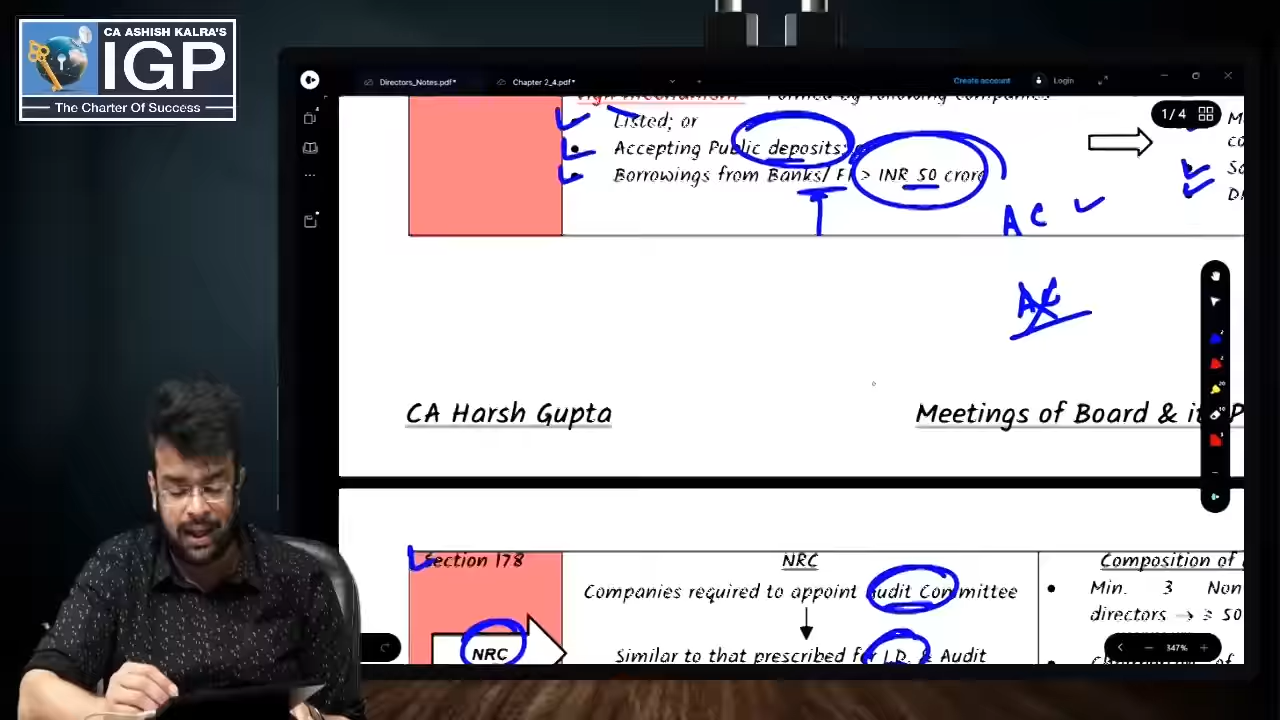 CA ASHISH KALRA'S
IGP
The Charter Of Success
Directors_Notes.pdf*
Chapter 2_4.pdf*
Create account
Login
1/4
Listed; or
Accepting Public deposits;
Borrowings from Banks/ FI > INR 50 crore
AC
AC
CA Harsh Gupta
Meetings of Board & it
Section 178
NRC
NRC
Companies required to appoint Audit Committee
Similar to that prescribed for I.D. & Audit
Composition of
Min. 3 Non
directors → ≥ 50
347%